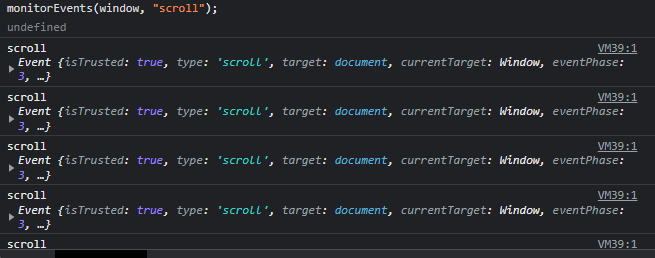 monitorEvents(window, "scroll");
undefined
scroll VM39:1
Event {isTrusted: true, type: 'scroll', target: document, currentTarget: Window, eventPhase:
3, …}
scroll VM39:1
Event {isTrusted: true, type: 'scroll', target: document, currentTarget: Window, eventPhase:
3, …}
scroll VM39:1
Event {isTrusted: true, type: 'scroll', target: document, currentTarget: Window, eventPhase:
3, …}
scroll VM39:1
Event {isTrusted: true, type: 'scroll', target: document, currentTarget: Window, eventPhase:
3, …}
scroll VM39:1